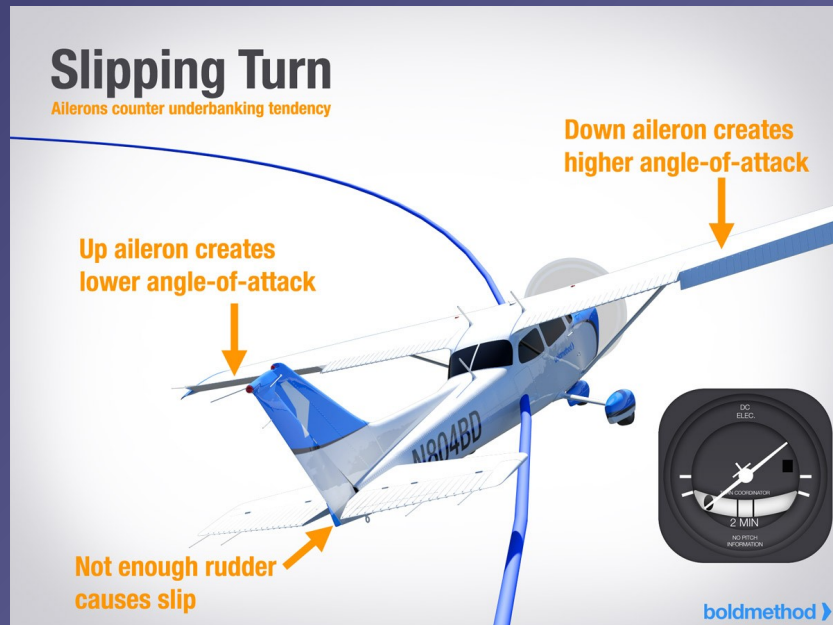 Slipping Turn
Ailerons counter underbanking tendency
Down aileron creates
higher angle-of-attack
Up aileron creates
lower angle-of-attack
N804BD
DC
ELEC.
TURN COORDINATOR
2 MIN
NO PITCH
INFORMATION
Not enough rudder
causes slip
boldmethod